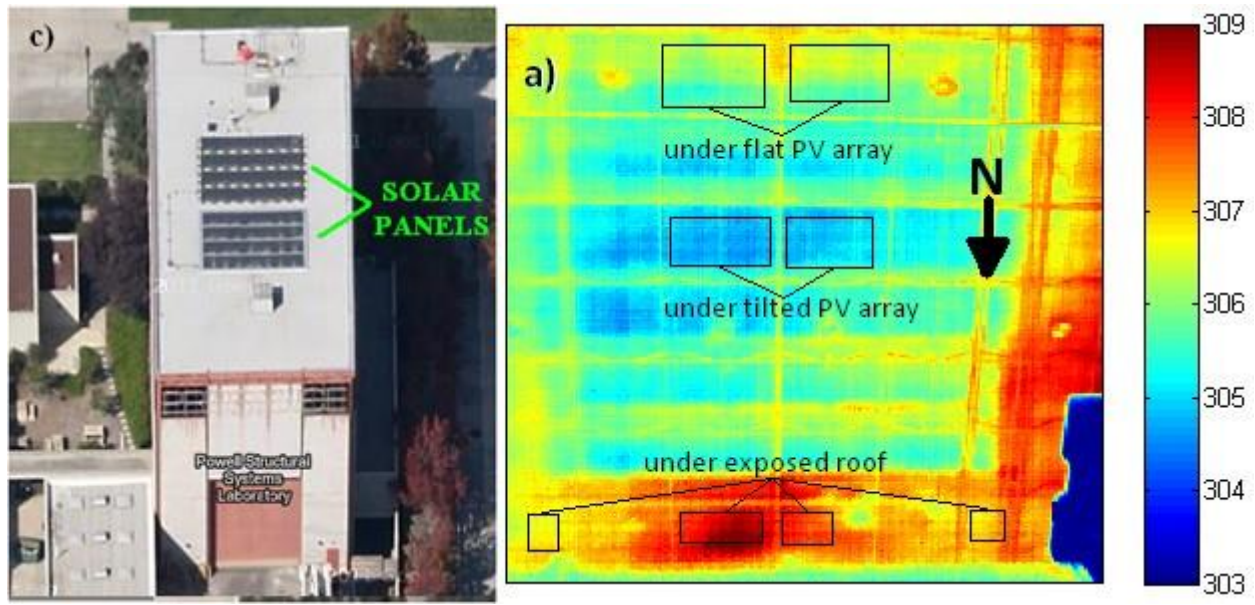 c)
SOLAR
PANELS
Powell Structural
Systems
Laboratory
a)
under flat PV array
N
under tilted PV array
under exposed roof
309
308
307
306
305
304
303